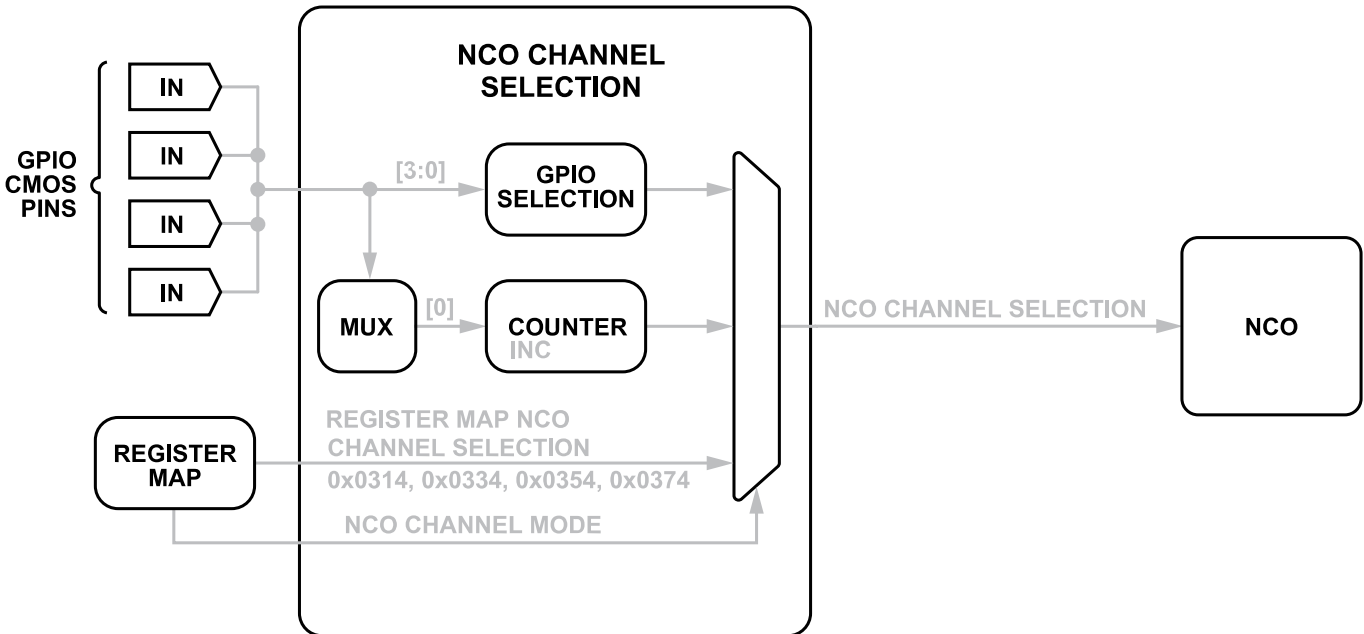 NCO CHANNEL
SELECTION
GPIO
CMOS
PINS
IN
IN
IN
IN
[3:0]
GPIO
SELECTION
MUX
[0]
COUNTER
INC
NCO CHANNEL SELECTION
NCO
REGISTER
MAP
REGISTER MAP NCO
CHANNEL SELECTION
0x0314, 0x0334, 0x0354, 0x0374
NCO CHANNEL MODE